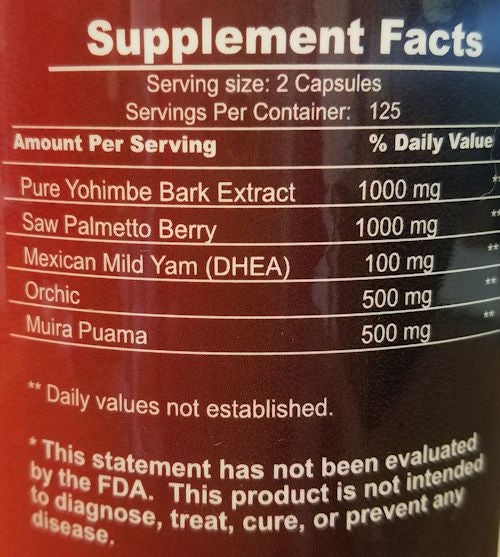 Supplement Facts
Serving size: 2 Capsules
Servings Per Container: 125
Amount Per Serving % Daily Value
Pure Yohimbe Bark Extract 1000 mg **
Saw Palmetto Berry 1000 mg **
Mexican Mild Yam (DHEA) 100 mg **
Orchic 500 mg **
Muira Puama 500 mg **
** Daily values not established.
* This statement has not been evaluated
by the FDA. This product is not intended
to diagnose, treat, cure, or prevent any
disease.